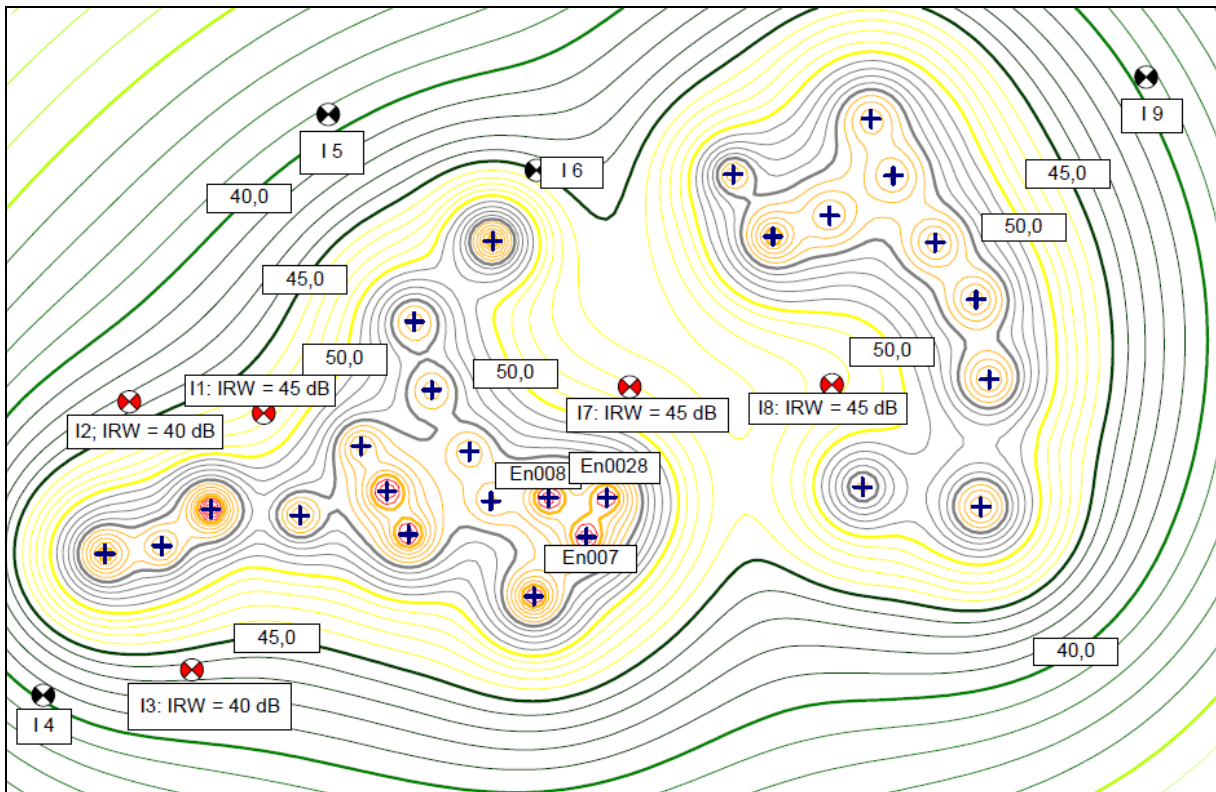 I 9
I 5
I 6
45,0
40,0
50,0
45,0
50,0
50,0
50,0
I1: IRW = 45 dB
I7: IRW = 45 dB
I8: IRW = 45 dB
I2; IRW = 40 dB
En008
En0028
En007
45,0
40,0
I3: IRW = 40 dB
I 4